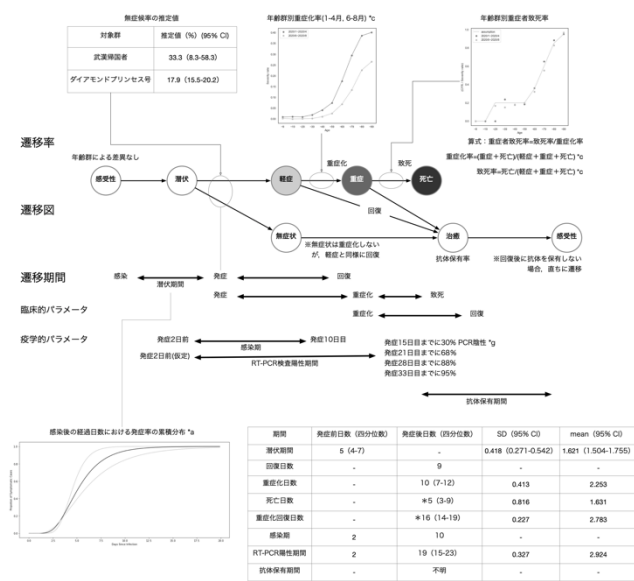 無症候率の推定値
対象群
推定値（%）(95% CI)
武漢帰国者
33.3（8.3-58.3）
ダイアモンドプリンセス号
17.9（15.5-20.2）
年齢群別重症化率(1-4月, 6-8月) *c
年齢群別重症者致死率
算式：重症者致死率=致死率/重症化率
重症化率=(重症＋死亡)/(軽症＋重症＋死亡) *c
致死率=死亡/(軽症＋重症＋死亡) *c
遷移率
年齢群による差異なし
重症化
致死
感受性
潜伏
軽症
重症
死亡
回復
遷移図
無症状
治癒
感受性
※無症状は重症化しない
が，軽症と同様に回復
抗体保有率
※回復後に抗体を保有しない
場合，直ちに遷移
遷移期間
感染
発症
回復
潜伏期間
発症
重症化
致死
臨床的パラメータ
重症化
回復
疫学的パラメータ
発症2日前
発症10日目
感染期
発症2日前(仮定)
RT-PCR検査陽性期間
発症15日目までに30% PCR陰性 *g
発症21日目までに68%
発症28日目までに88%
発症33日目までに95%
抗体保有期間
感染後の経過日数における発症率の累積分布 *a
期間
発症前日数（四分位数）
発症後日数（四分位数）
SD（95% CI）
mean（95% CI）
潜伏期間
5（4-7）
-
0.418（0.271-0.542）
1.621（1.504-1.755）
回復日数
-
9
-
-
重症化日数
-
10（7-12）
0.413
2.253
死亡日数
-
＊5（3-9）
0.816
1.631
重症化回復日数
-
＊16（14-19）
0.227
2.783
感染期
2
10
-
-
RT-PCR陽性期間
2
19（15-23）
0.327
2.924
抗体保有期間
-
不明
-
-